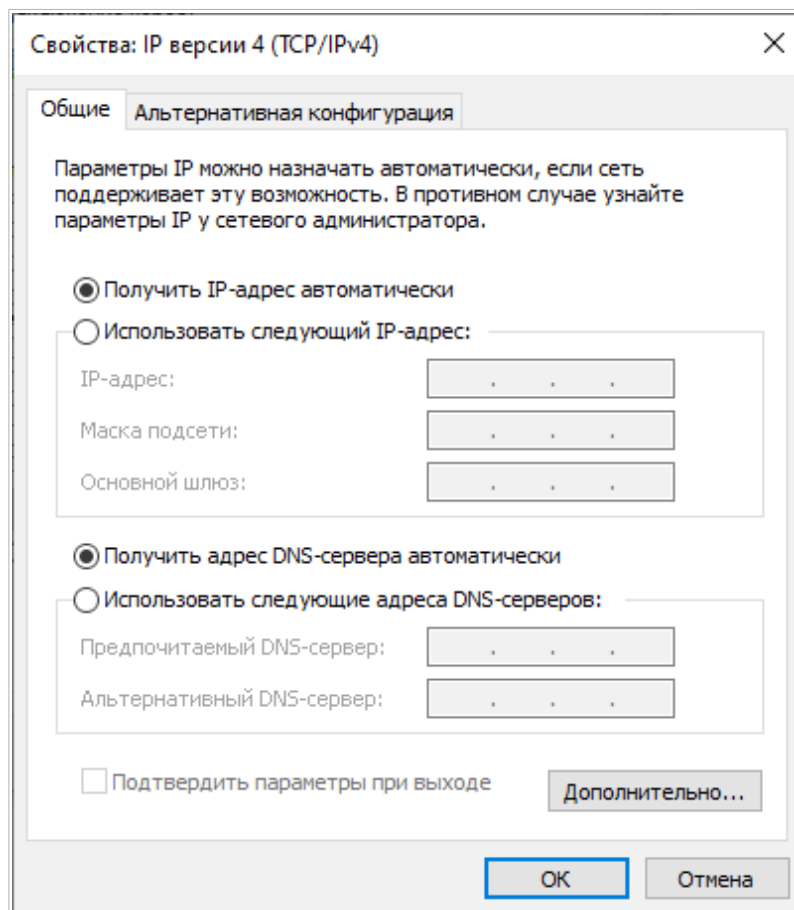 Свойства: IP версии 4 (TCP/IPv4)
Общие
Альтернативная конфигурация
Параметры IP можно назначать автоматически, если сеть
поддерживает эту возможность. В противном случае узнайте
параметры IP у сетевого администратора.
Получить IP-адрес автоматически
Использовать следующий IP-адрес:
IP-адрес:
Маска подсети:
Основной шлюз:
Получить адрес DNS-сервера автоматически
Использовать следующие адреса DNS-серверов:
Предпочитаемый DNS-сервер:
Альтернативный DNS-сервер:
Подтвердить параметры при выходе
Дополнительно...
ОК
Отмена